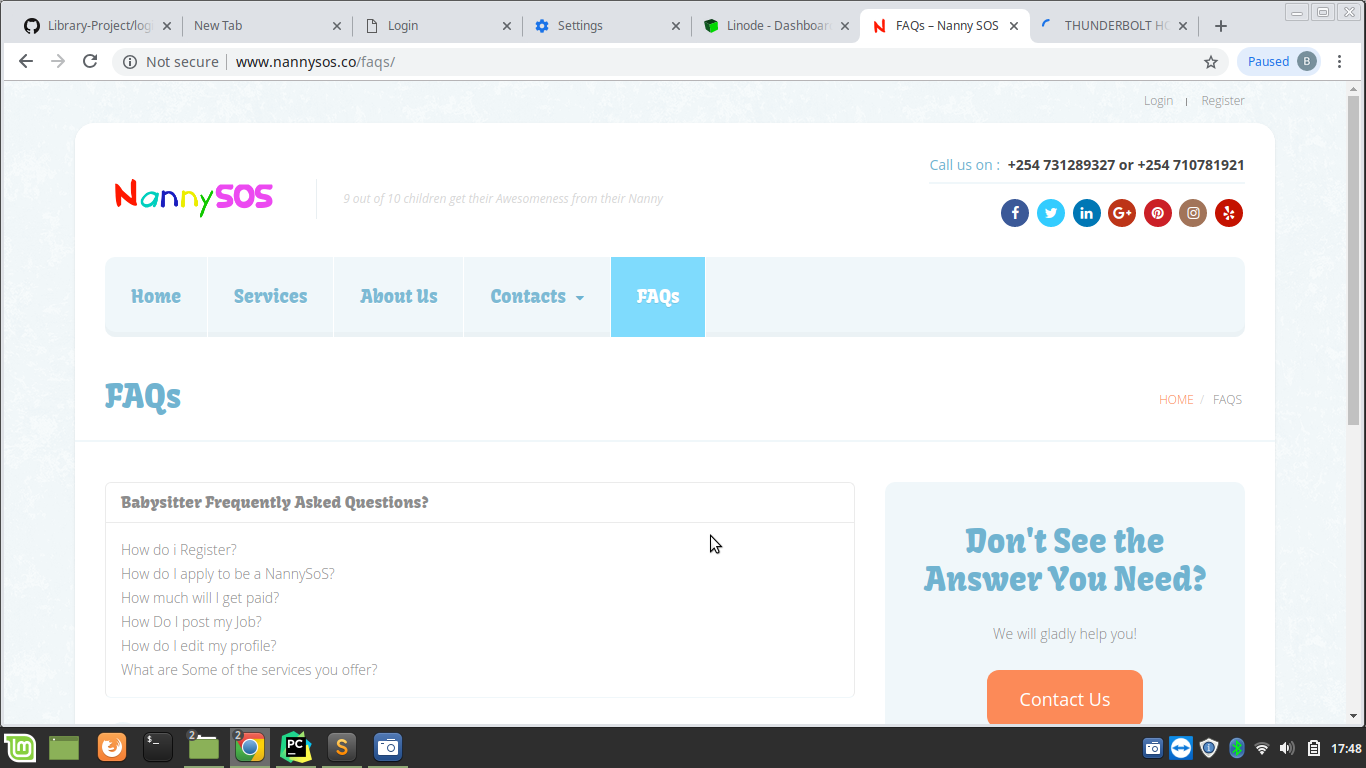 Library-Project/log
New Tab
Login
Settings
Linode - Dashboar
FAQs – Nanny SOS
THUNDERBOLT HO
Not secure | www.nannysos.co/faqs/
Paused B
Login | Register
Call us on : +254 731289327 or +254 710781921
NannySOS
9 out of 10 children get their Awesomeness from their Nanny
Home
Services
About Us
Contacts
FAQs
FAQs
HOME / FAQS
Babysitter Frequently Asked Questions?
How do i Register?
How do I apply to be a NannySoS?
How much will I get paid?
How Do I post my Job?
How do I edit my profile?
What are Some of the services you offer?
Don't See the
Answer You Need?
We will gladly help you!
Contact Us
2
2
PC
S
17:48